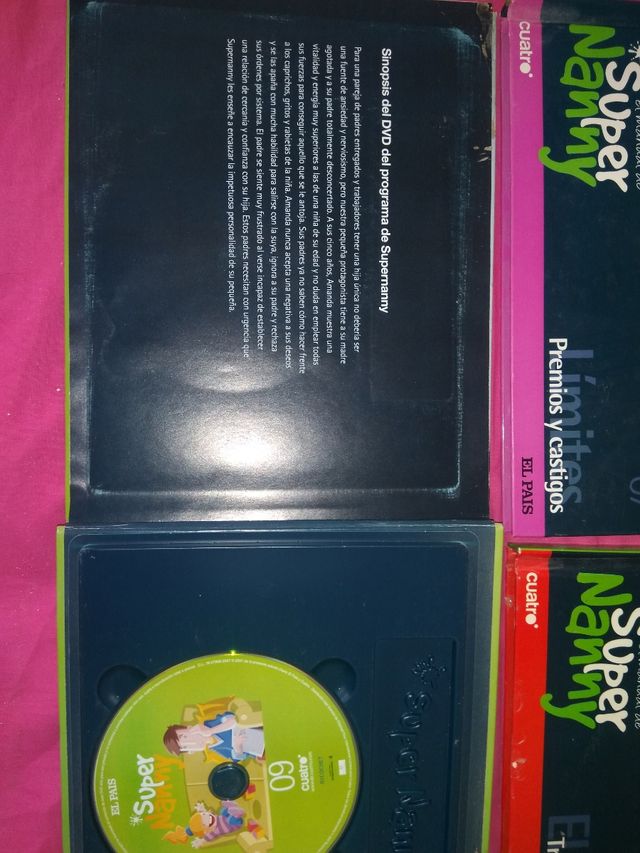 Sinopsis del DVD del programa de Supernanny
Para una pareja de padres entregados y trabajadores tener una hija única no debería ser
una fuente de ansiedad y nerviosismo, pero nuestra pequeña protagonista tiene a su madre
agotada y a su padre totalmente desconcertado. A sus cinco años, Amanda muestra una
vitalidad y energía muy superiores a las de una niña de su edad y no duda en emplear todas
sus fuerzas para conseguir aquello que se le antoja. Sus padres ya no saben cómo hacer frente
a los caprichos, gritos y rabietas de la niña. Amanda nunca acepta una negativa a sus deseos
y se las apaña con mucha habilidad para salirse con la suya, ignora a su padre y rechaza
sus órdenes por sistema. El padre se siente muy frustrado al verse incapaz de establecer
una relación de cercanía y confianza con su hija. Estos padres necesitan con urgencia que
Supernanny les enseñe a encauzar la impetuosa personalidad de su pequeña.
cuatro
Super
Nanny
Límites
Premios y castigos
EL PAIS
cuatro
Super
Nanny
El
Super Nann
09
cuatro
Super
Nanny
EL PAIS